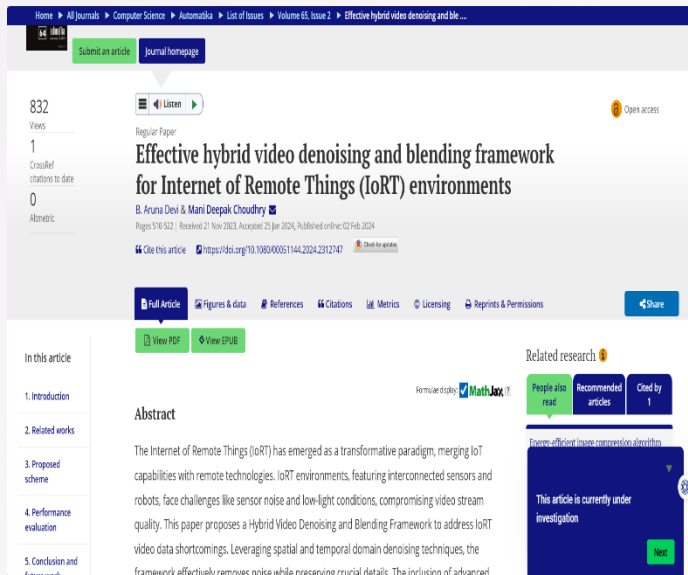 Home ▶ All Journals ▶ Computer Science ▶ Automatika ▶ List of Issues ▶ Volume 65, Issue 2 ▶ Effective hybrid video denoising and ble ....
Submit an article
Journal homepage
832
Views
1
CrossRef
citations to date
0
Altmetric
Listen
Open access
Regular Paper
Effective hybrid video denoising and blending framework
for Internet of Remote Things (IoRT) environments
B. Aruna Devi & Mani Deepak Choudhry
Pages 510-522 | Received 21 Nov 2023, Accepted 25 Jan 2024, Published online: 02 Feb 2024
Cite this article
https://doi.org/10.1080/00051144.2024.2312747
Check for updates
Full Article
Figures & data
References
Citations
Metrics
Licensing
Reprints & Permissions
Share
View PDF
View EPUB
In this article
1. Introduction
2. Related works
3. Proposed
scheme
4. Performance
evaluation
5. Conclusion and
future work
Formulae display: MathJax ?
Abstract
The Internet of Remote Things (IoRT) has emerged as a transformative paradigm, merging IoT
capabilities with remote technologies. IoRT environments, featuring interconnected sensors and
robots, face challenges like sensor noise and low-light conditions, compromising video stream
quality. This paper proposes a Hybrid Video Denoising and Blending Framework to address IoRT
video data shortcomings. Leveraging spatial and temporal domain denoising techniques, the
framework effectively removes noise while preserving crucial details. The inclusion of advanced
Related research
People also
read
Recommended
articles
Cited by
1
Energy-efficient image compression algorithm
This article is currently under
investigation
Next